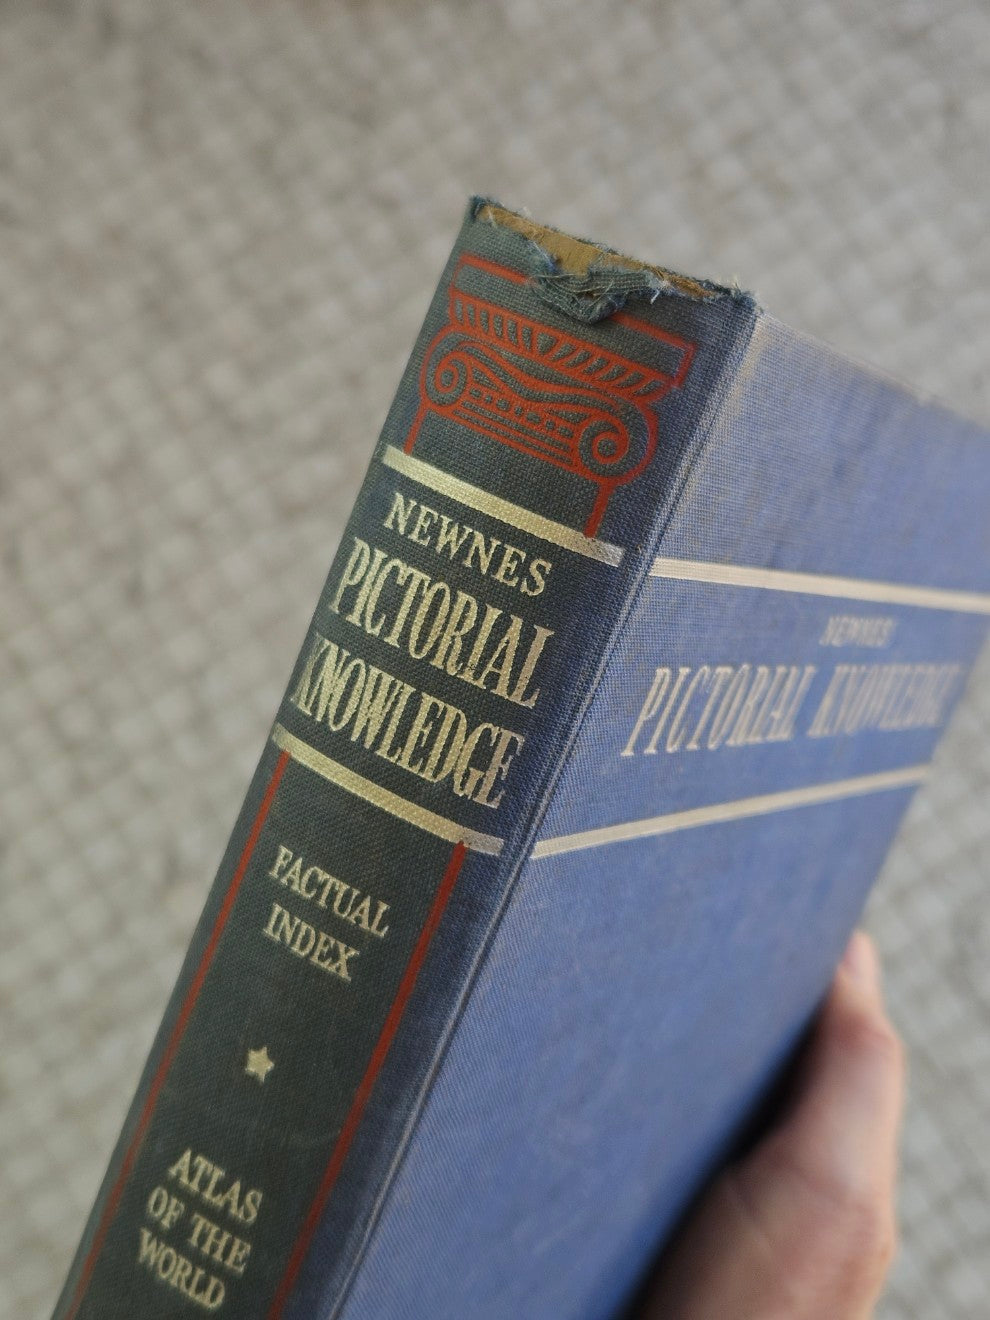 NEWNES
PICTORIAL
KNOWLEDGE
FACTUAL
INDEX
ATLAS
OF THE
WORLD
NEWNES
PICTORIAL KNOWLEDGE